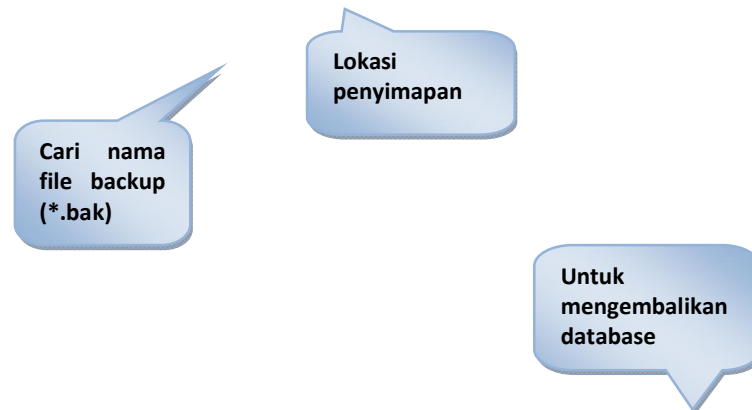 Lokasi
penyimapan
Cari nama
file backup
(*.bak)
Untuk
mengembalikan
database